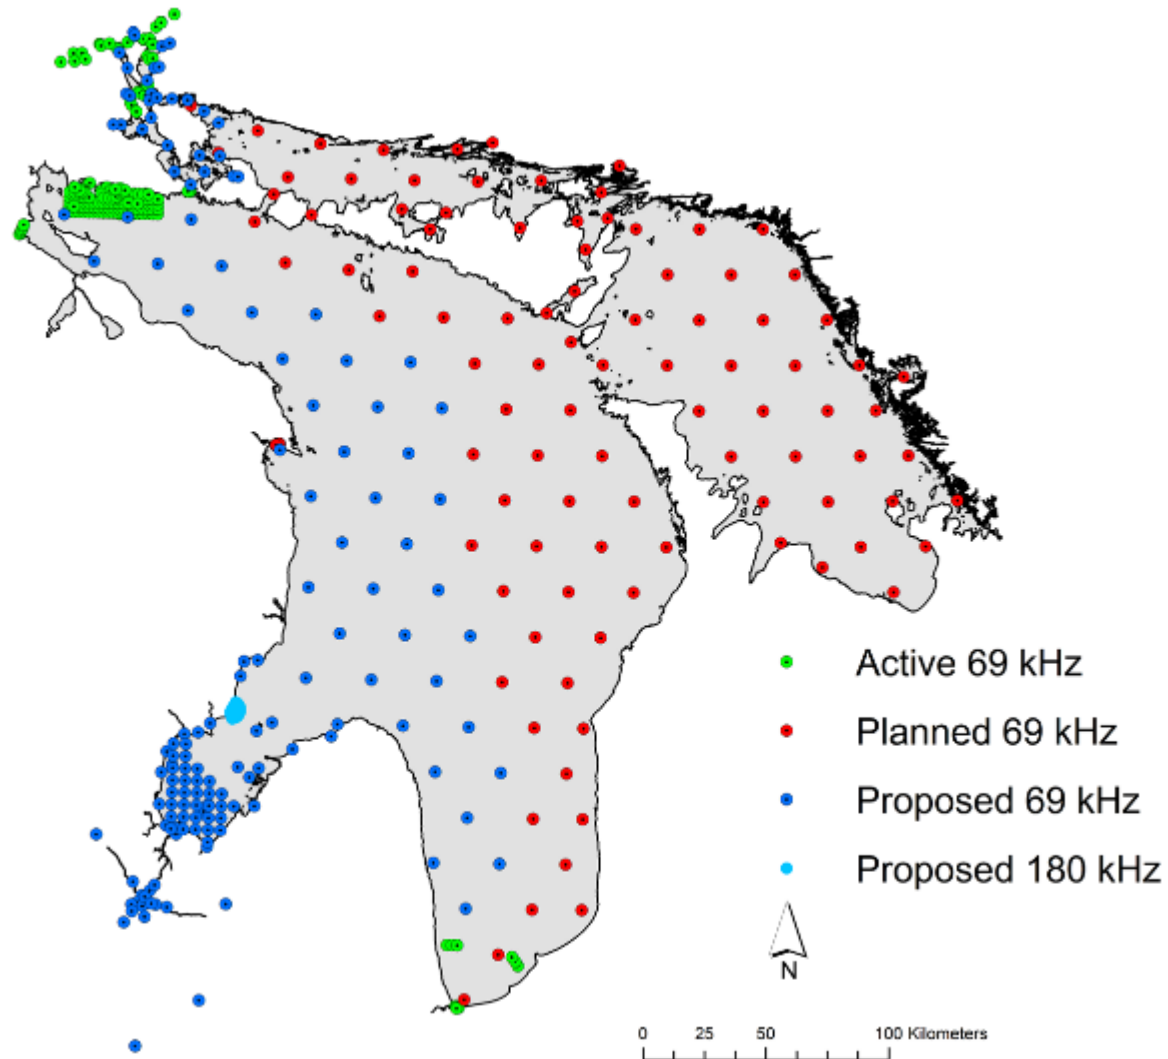 Active 69 kHz
Planned 69 kHz
Proposed 69 kHz
Proposed 180 kHz
N
0 25 50 100 Kilometers